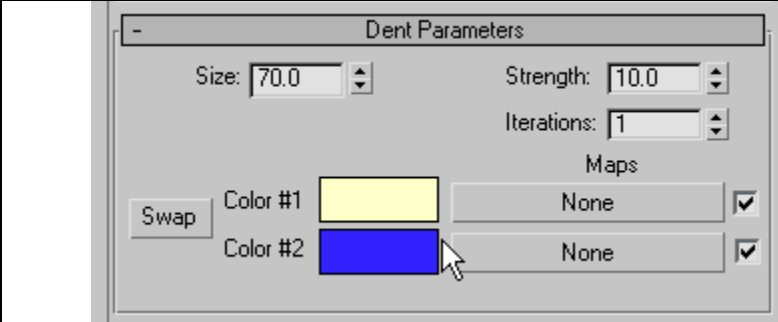 - Dent Parameters
Size: 70.0 Strength: 10.0
Iterations: 1
Maps
Swap Color #1 None
Color #2 None